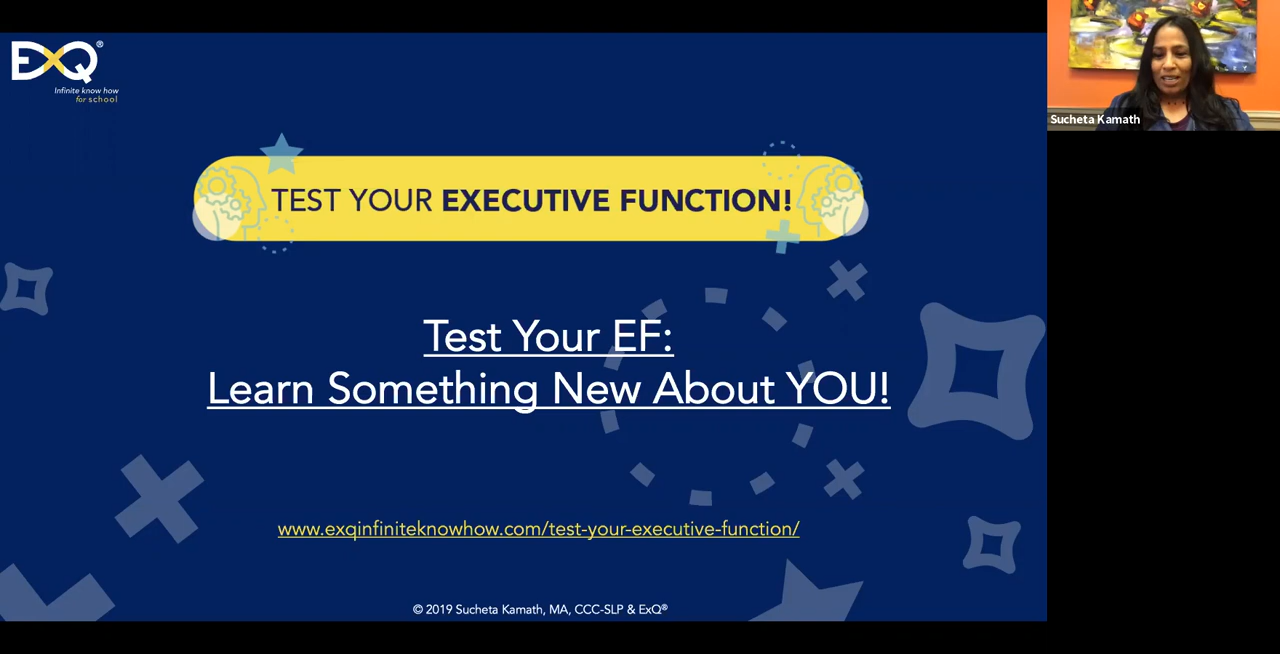 EXQ®
Infinite know how
for school
Sucheta Kamath
TEST YOUR EXECUTIVE FUNCTION!
Test Your EF:
Learn Something New About YOU!
www.exqinfiniteknowhow.com/test-your-executive-function/
© 2019 Sucheta Kamath, MA, CCC-SLP & ExQ®